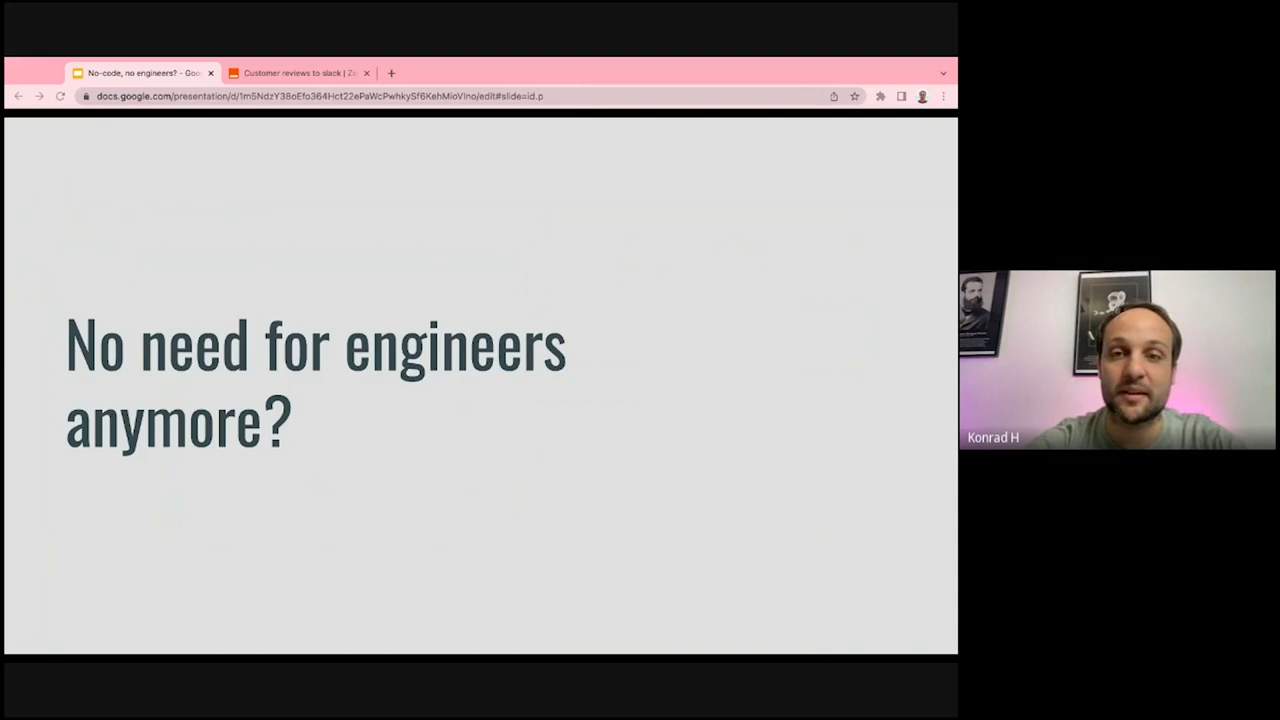 No-code, no engineers? - Goo
Customer reviews to slack | Za
docs.google.com/presentation/d/1m5NdzY38oEfo364Hct22ePaWcPwhkySf6KehMioVIno/edit#slide=id.p
No need for engineers
anymore?
Konrad H